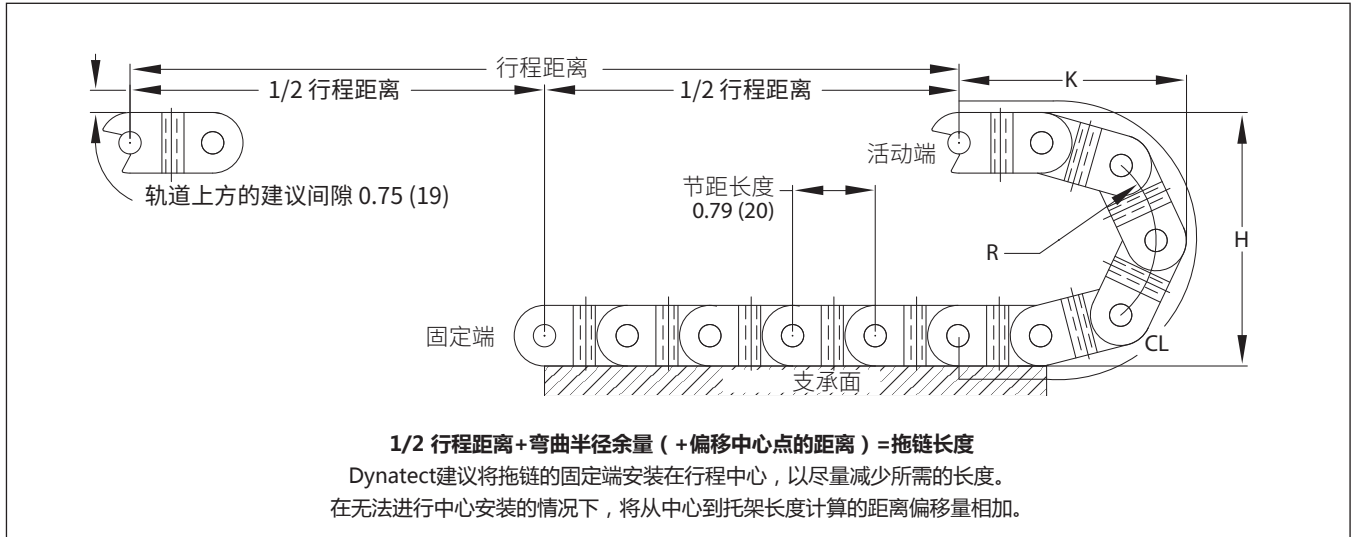 行程距离
1/2 行程距离
1/2 行程距离
K
活动端
轨道上方的建议间隙 0.75 (19)
节距长度
0.79 (20)
R
H
固定端
CL
支承面
1/2 行程距离+弯曲半径余量 ( +偏移中心点的距离 ) =拖链长度
Dynatect建议将拖链的固定端安装在行程中心，以尽量减少所需的长度。
在无法进行中心安装的情况下，将从中心到托架长度计算的距离偏移量相加。